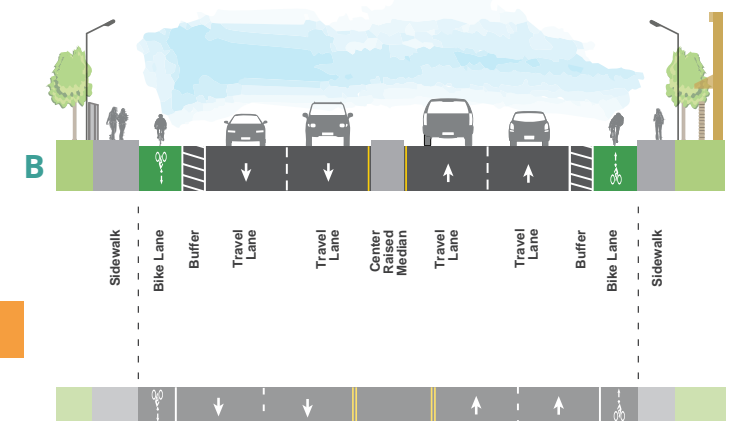 B
Sidewalk
Bike Lane
Buffer
Travel
Lane
Travel
Lane
Center
Raised
Median
Travel
Lane
Travel
Lane
Buffer
Bike Lane
Sidewalk